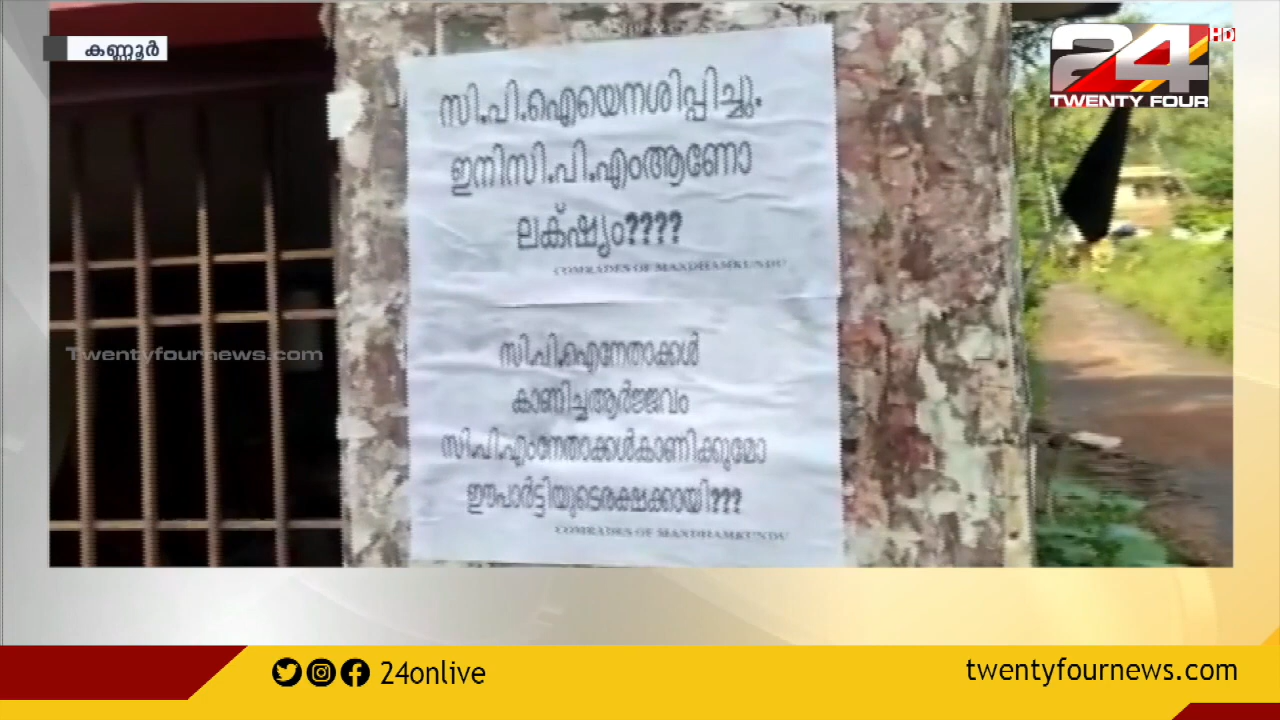 കണ്ണൂർ
24 HD
TWENTY FOUR
സി.പി.ഐയെനശിപ്പിച്ചു.
ഇനിസി.പി.എംആണോ
ലക്ഷ്യം????
COMRADES OF MANDHAMKUNDU
സിപിഐനേതാക്കൾ
കാണിച്ചആർജ്ജവം
സിപിഎംനേതാക്കൾകാണിക്കുമോ
ഈപാർട്ടിയുടെരക്ഷക്കായി???
COMRADES OF MANDHAMKUNDU
Twentyfournews.com
24onlive
twentyfournews.com